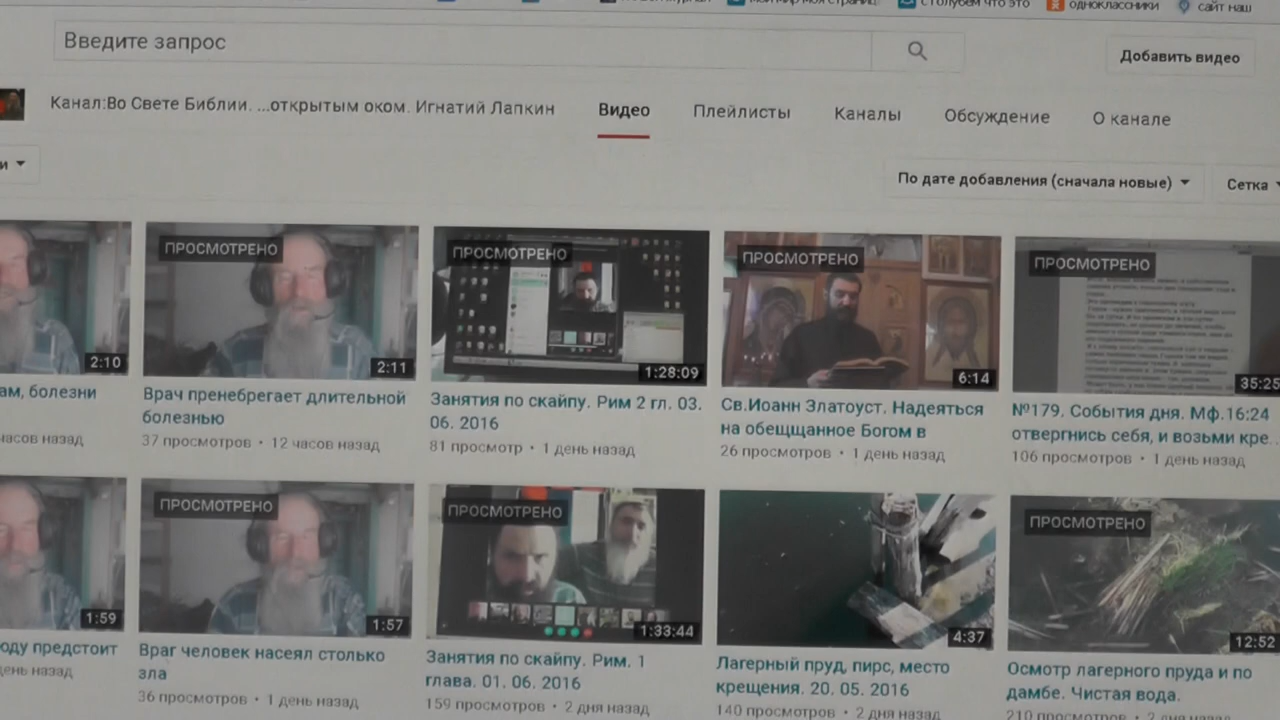 с голубем что это
одноклассники
сайт наш
Введите запрос
Добавить видео
Канал:Во Свете Библии. ...открытым оком. Игнатий Лапкин
Видео
Плейлисты
Каналы
Обсуждение
О канале
По дате добавления (сначала новые)
Сетка
ПРОСМОТРЕНО
ПРОСМОТРЕНО
ПРОСМОТРЕНО
ПРОСМОТРЕНО
2:10
2:11
1:28:09
6:14
35:25
ам, болезни
часов назад
Врач пренебрегает длительной
болезнью
37 просмотров • 12 часов назад
Занятия по скайпу. Рим 2 гл. 03.
06. 2016
81 просмотр • 1 день назад
Св.Иоанн Златоуст. Надеяться
на обещщанное Богом в
26 просмотров • 1 день назад
№179. События дня. Мф.16:24
отвергнись себя, и возьми кре..
106 просмотров • 1 день назад
ПРОСМОТРЕНО
ПРОСМОТРЕНО
ПРОСМОТРЕНО
1:59
1:57
1:33:44
4:37
12:52
оду предстоит
день назад
Враг человек насеял столько
зла
36 просмотров • 1 день назад
Занятия по скайпу. Рим. 1
глава. 01. 06. 2016
159 просмотров • 2 дня назад
Лагерный пруд, пирс, место
крещения. 20. 05. 2016
140 просмотров • 2 дня назад
Осмотр лагерного пруда и по
дамбе. Чистая вода.
210 просмотров • 2 дня назад